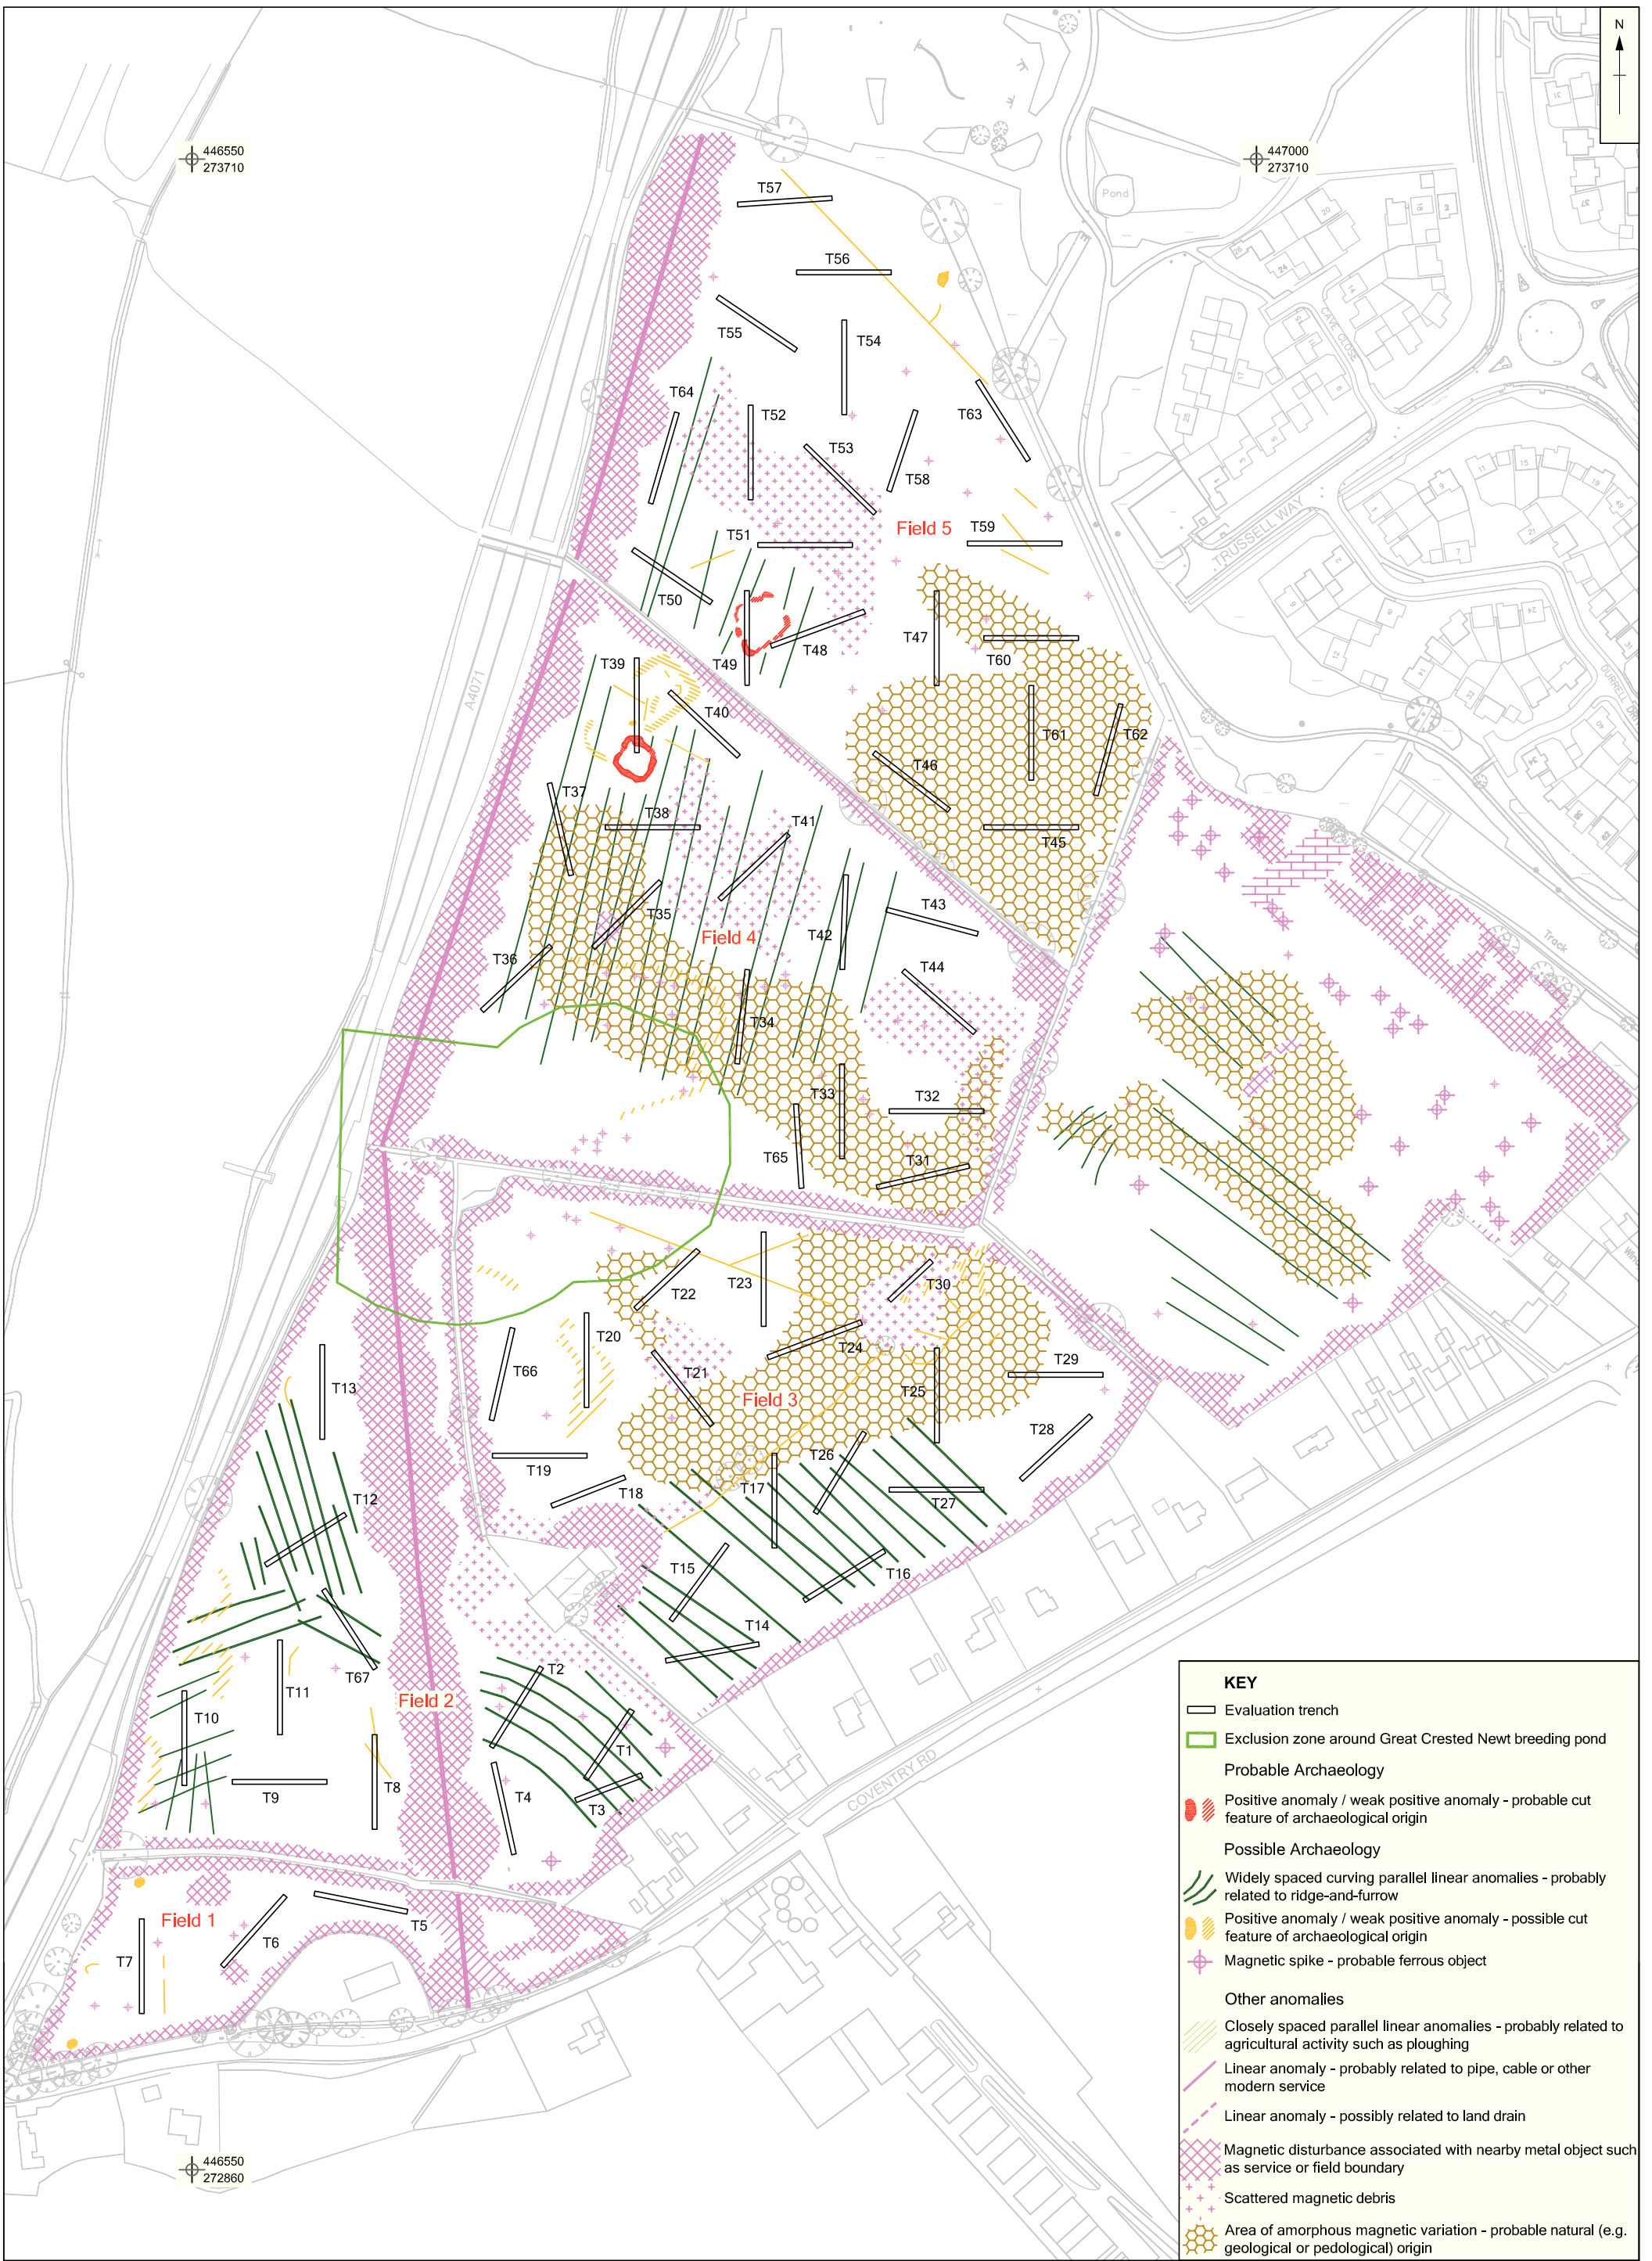 N
446550
273710
447000
273710
Pond
T57
T56
T55
T54
CAVE CLOSE
T64
T52
T63
T53
T58
Field 5
T51
T59
TRUSSELL WAY
T50
T47
T60
T49
T48
T39
T40
A4071
T61
T62
T46
T37
T38
T41
T45
T35
Field 4
T42
T43
Track
T36
T44
T34
T33
T32
T65
T31
T30
T23
T22
T20
T24
T66
T21
T29
T13
Field 3
T25
T28
T26
T19
T17
T18
T27
T12
T15
T16
T14
T2
T67
T11
Field 2
T10
T1
T8
T9
T4
T3
COVENTRY RD
Field 1
T5
T6
T7
446550
272860
KEY
Evaluation trench
Exclusion zone around Great Crested Newt breeding pond
Probable Archaeology
Positive anomaly / weak positive anomaly - probable cut
feature of archaeological origin
Possible Archaeology
Widely spaced curving parallel linear anomalies - probably
related to ridge-and-furrow
Positive anomaly / weak positive anomaly - possible cut
feature of archaeological origin
Magnetic spike - probable ferrous object
Other anomalies
Closely spaced parallel linear anomalies - probably related to
agricultural activity such as ploughing
Linear anomaly - probably related to pipe, cable or other
modern service
Linear anomaly - possibly related to land drain
Magnetic disturbance associated with nearby metal object such
as service or field boundary
Scattered magnetic debris
Area of amorphous magnetic variation - probable natural (e.g.
geological or pedological) origin